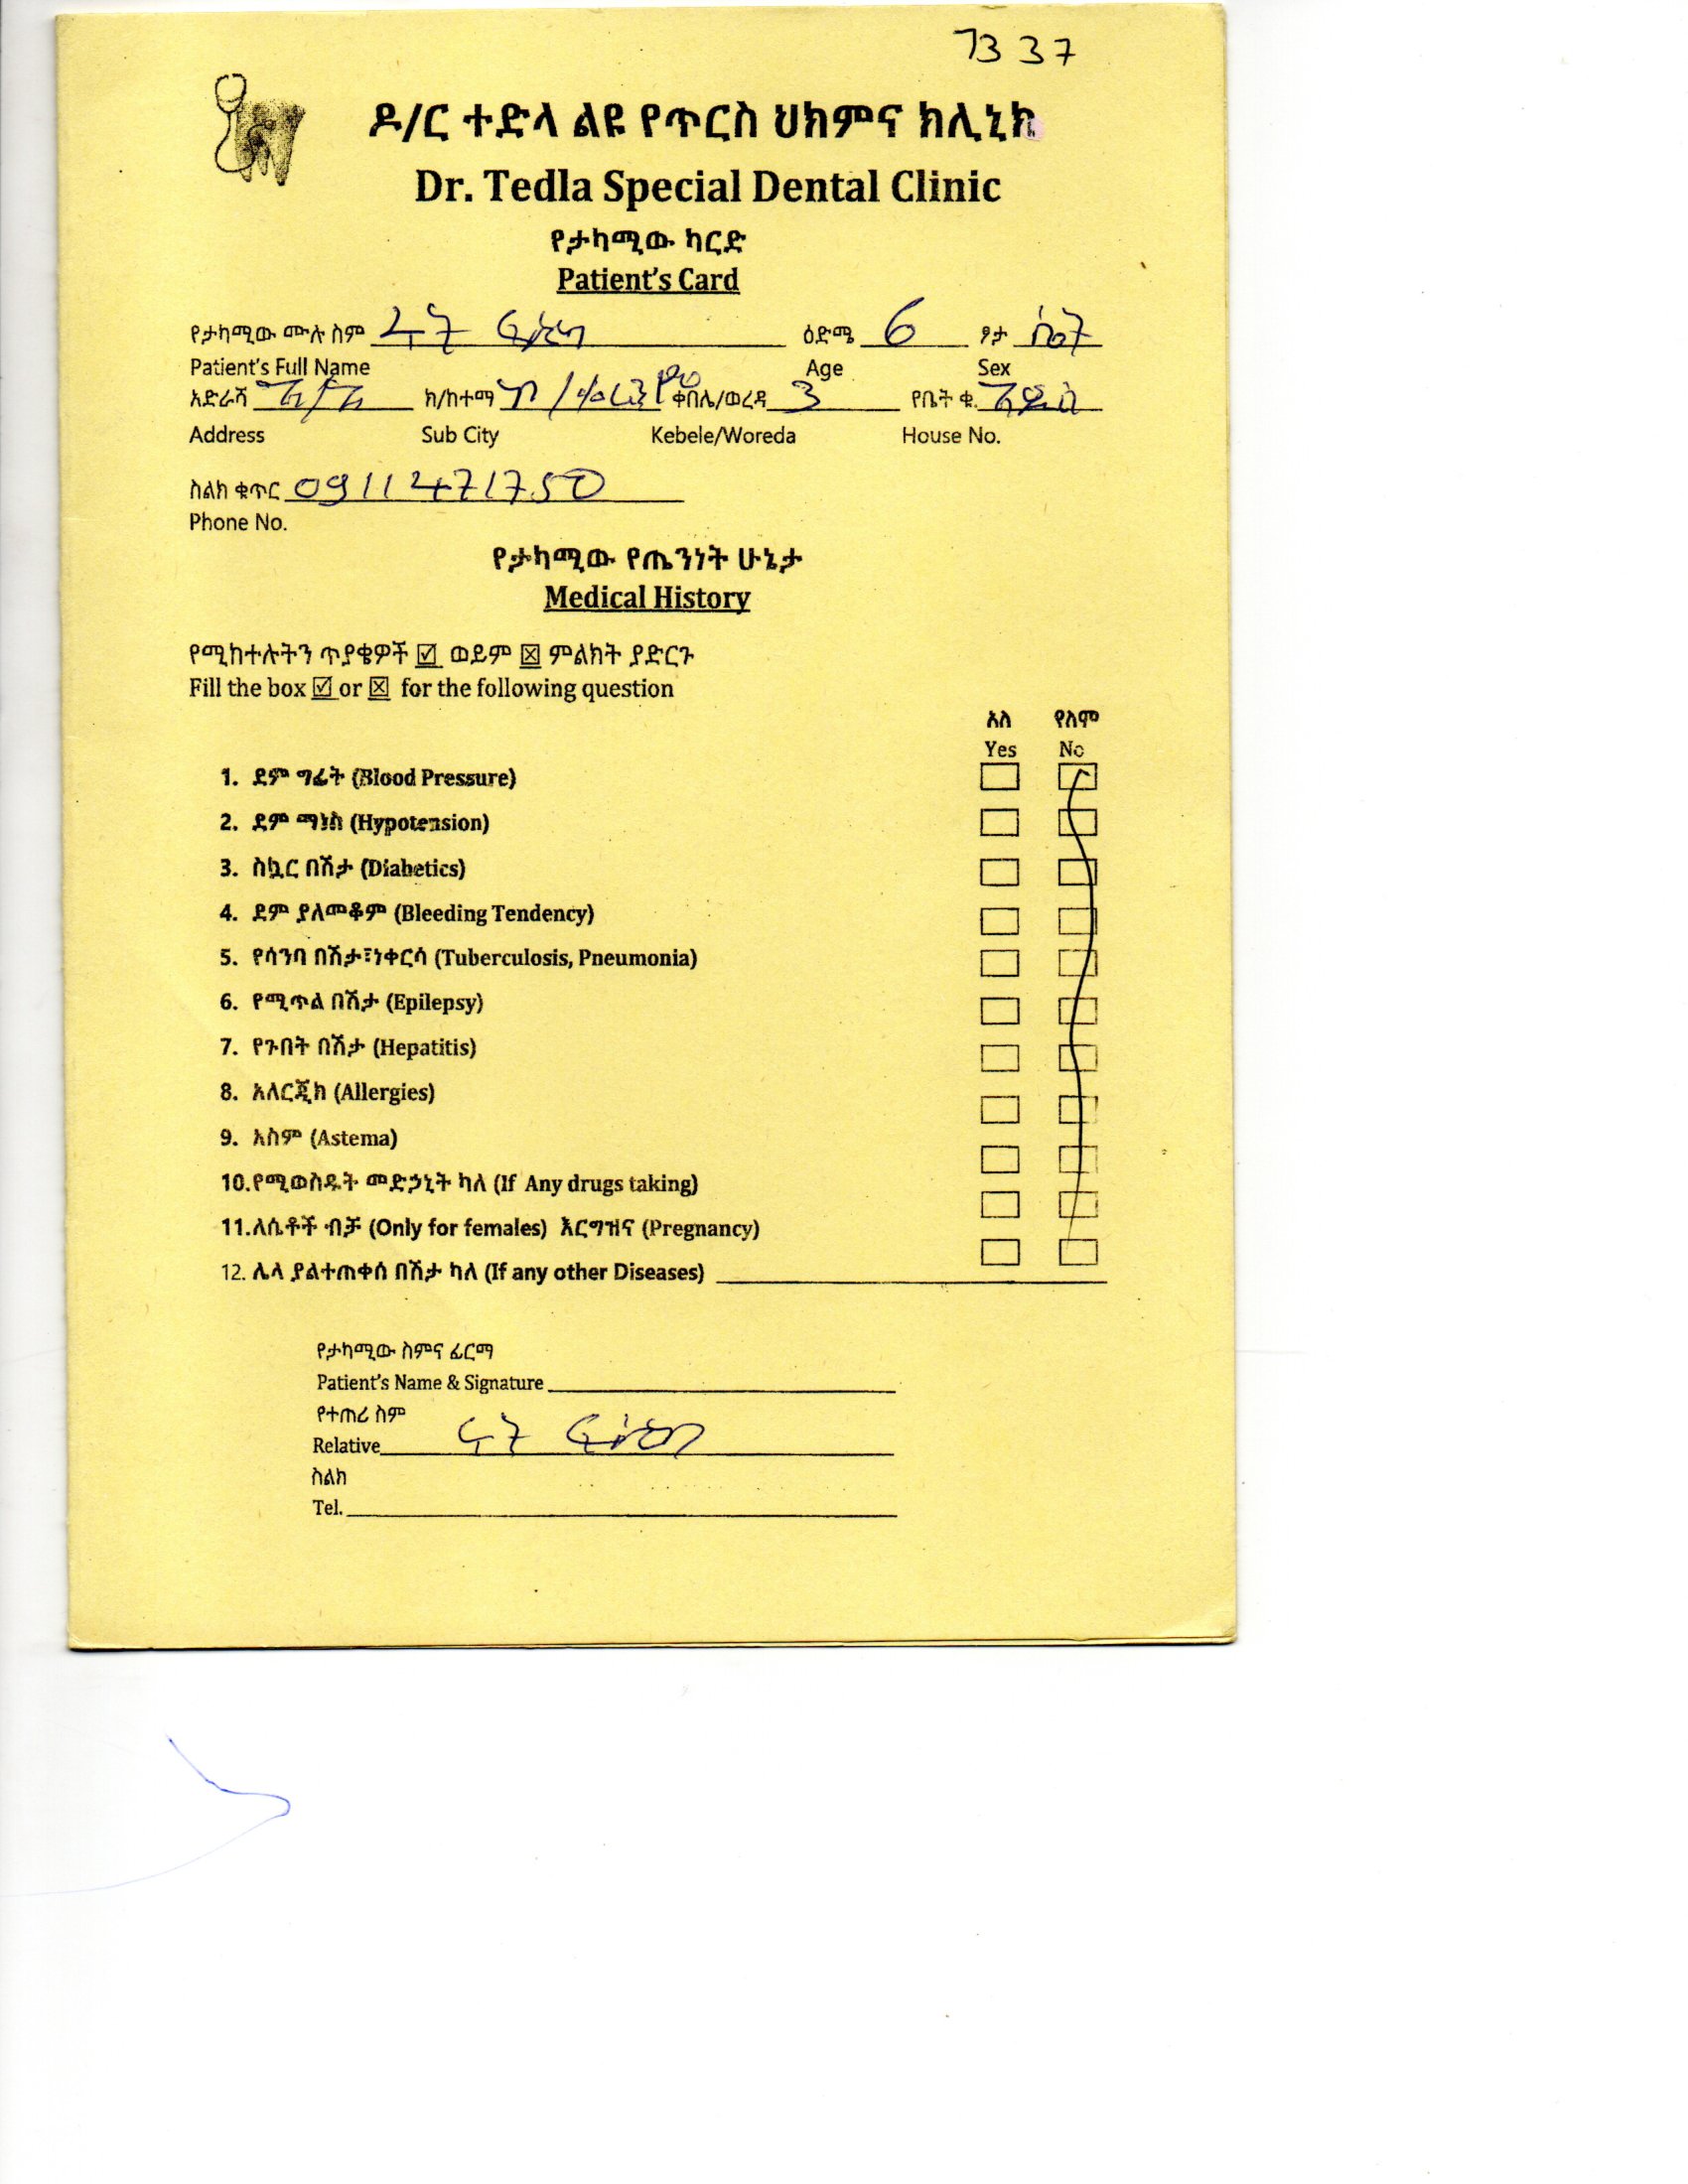 7337
ዶ/ር ተድላ ልዩ የጥርስ ህክምና ክሊኒክ
Dr. Tedla Special Dental Clinic
የታካሚው ካርድ
Patient's Card
የታካሚው ሙሉ ስም ዕድሜ 6 ፆታ ሴት
Patient's Full Name Age Sex
አድራሻ አ/አ ክ/ከተማ ቀበሌ/ወረዳ 3 የቤት ቁ. አዲስ
Address Sub City Kebele/Woreda House No.
ስልክ ቁጥር 0911471750
Phone No.
የታካሚው የጤንነት ሁኔታ
Medical History
የሚከተሉትን ጥያቄዎች ☑ ወይም ☒ ምልክት ያድርጉ
Fill the box ☑ or ☒ for the following question
አለ የለም
Yes No
1. ደም ግፊት (Blood Pressure)
2. ደም ማነስ (Hypotension)
3. ስኳር በሽታ (Diabetics)
4. ደም ያለመቆም (Bleeding Tendency)
5. የሳንባ በሽታ፣ነቀርሳ (Tuberculosis, Pneumonia)
6. የሚጥል በሽታ (Epilepsy)
7. የጉበት በሽታ (Hepatitis)
8. አለርጂክ (Allergies)
9. አስም (Astema)
10.የሚወስዱት መድኃኒት ካለ (If Any drugs taking)
11.ለሴቶች ብቻ (Only for females) እርግዝና (Pregnancy)
12. ሌላ ያልተጠቀሰ በሽታ ካለ (If any other Diseases)
የታካሚው ስምና ፊርማ
Patient's Name & Signature
የተጠሪ ስም
Relative
ስልክ
Tel.